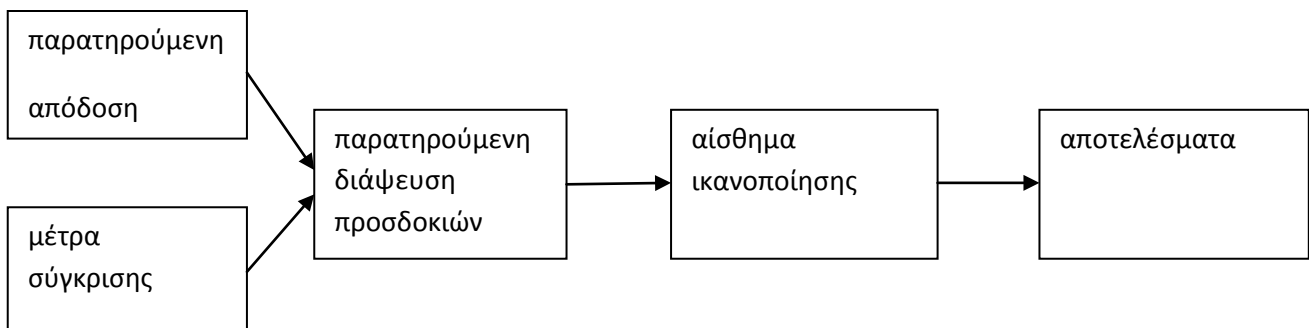 παρατηρούμενη
απόδοση
μέτρα
σύγκρισης
παρατηρούμενη
διάψευση
προσδοκιών
αίσθημα
ικανοποίησης
αποτελέσματα